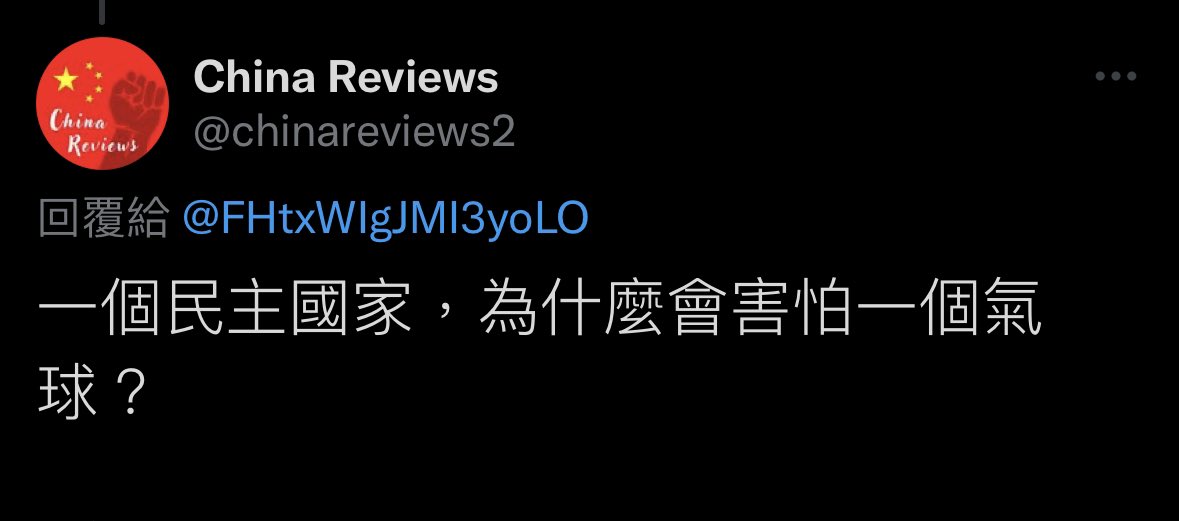 China
Reviews
China Reviews
@chinareviews2
回覆給 @FHtxWIgJMI3yoLO
一個民主國家，為什麼會害怕一個氣
球？